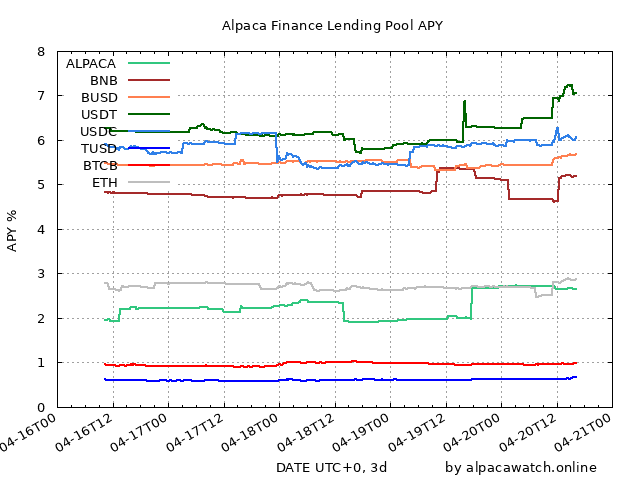 Alpaca Finance Lending Pool APY
8
7
6
5
4
3
2
1
0
APY %
ALPACA
BNB
BUSD
USDT
USDC
TUSD
BTCB
ETH
04-16T00
04-16T12
04-17T00
04-17T12
04-18T00
04-18T12
04-19T00
04-19T12
04-20T00
04-20T12
04-21T00
DATE UTC+0, 3d
by alpacawatch.online